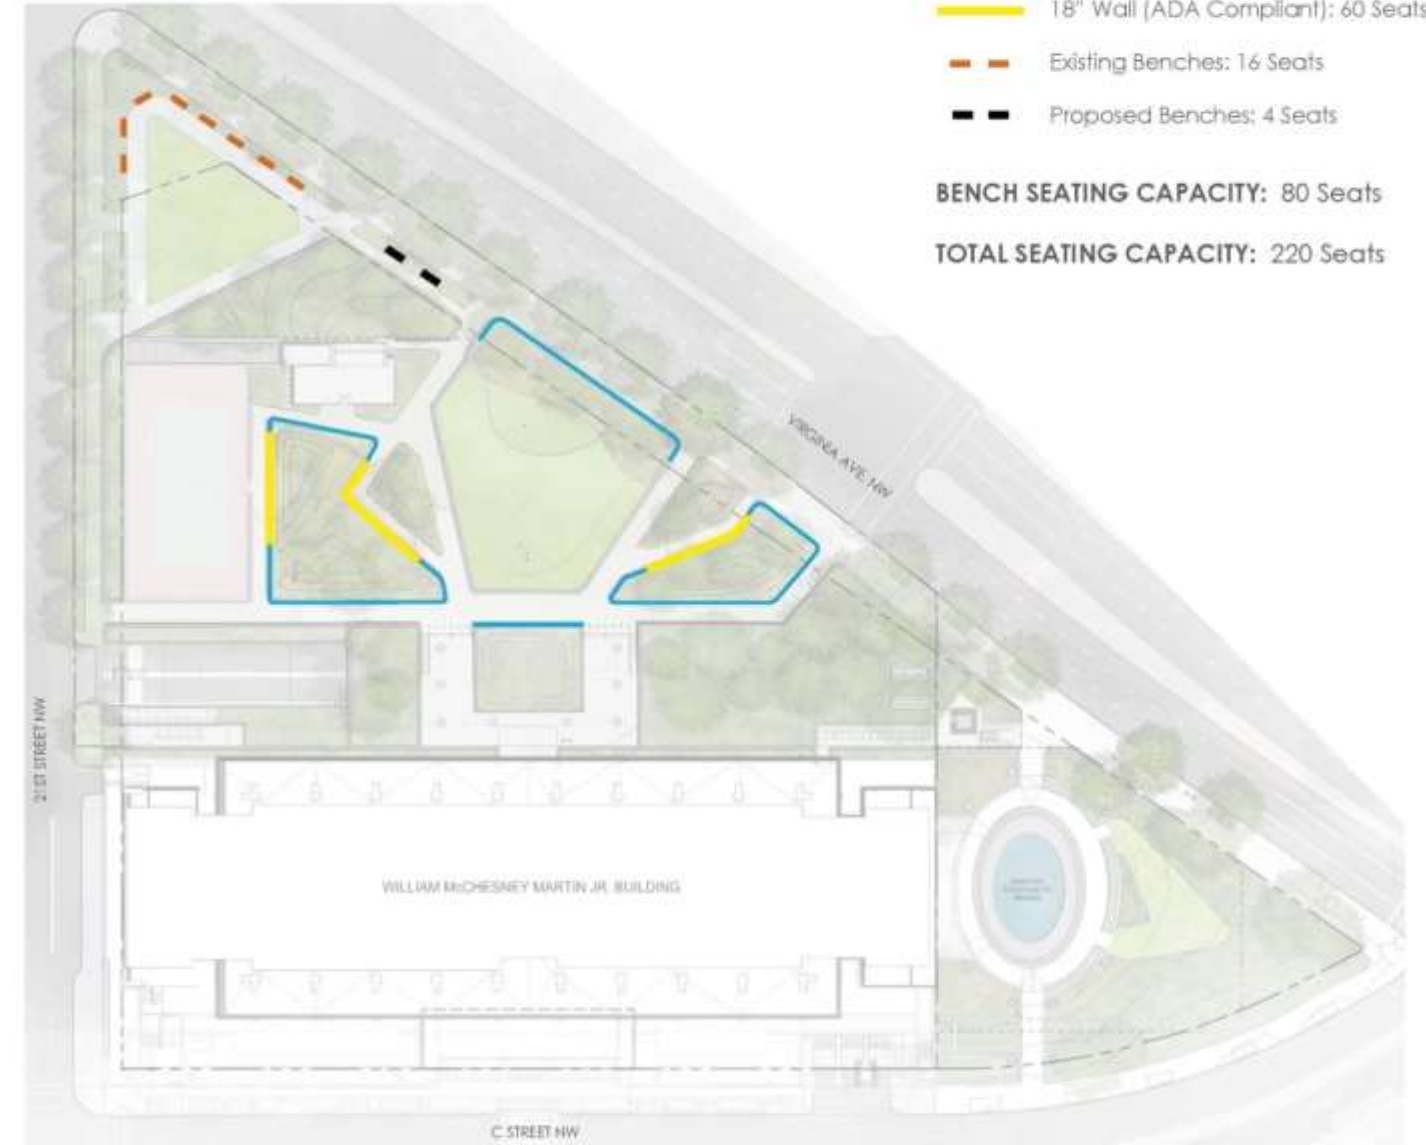 18" Wall (ADA Compliant): 60 Seats
Existing Benches: 16 Seats
Proposed Benches: 4 Seats
BENCH SEATING CAPACITY: 80 Seats
TOTAL SEATING CAPACITY: 220 Seats
VIRGINIA AVE NW
21ST STREET NW
WILLIAM McCHESNEY MARTIN JR. BUILDING
C STREET NW